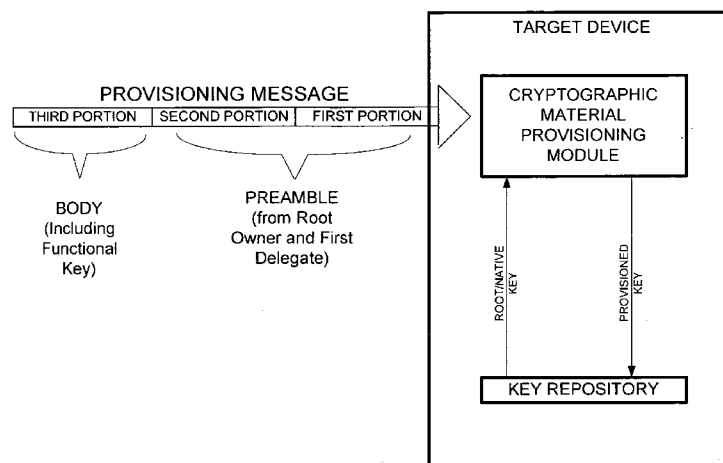 TARGET DEVICE
PROVISIONING MESSAGE
THIRD PORTION
SECOND PORTION
FIRST PORTION
CRYPTOGRAPHIC
MATERIAL
PROVISIONING
MODULE
BODY
(Including
Functional
Key)
PREAMBLE
(from Root
Owner and First
Delegate)
ROOT/NATIVE
KEY
PROVISIONED
KEY
KEY REPOSITORY